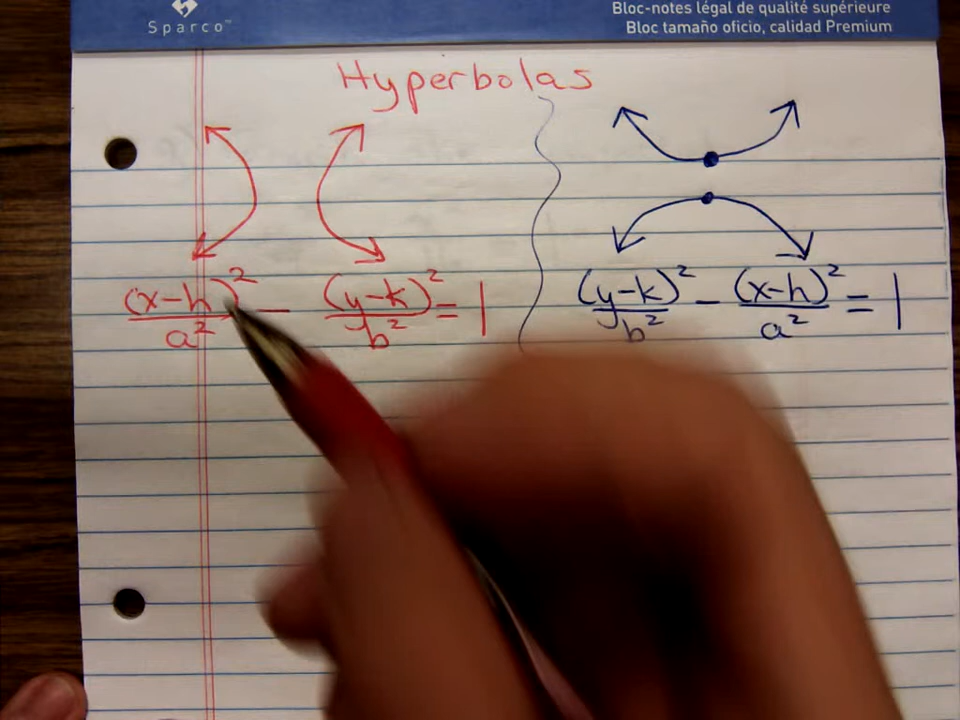 Sparco™
Bloc-notes légal de qualité supérieure
Bloc tamaño oficio, calidad Premium
Hyperbolas
(x-h)²/a² - (y-k)²/b² = 1
(y-k)²/b² - (x-h)²/a² = 1